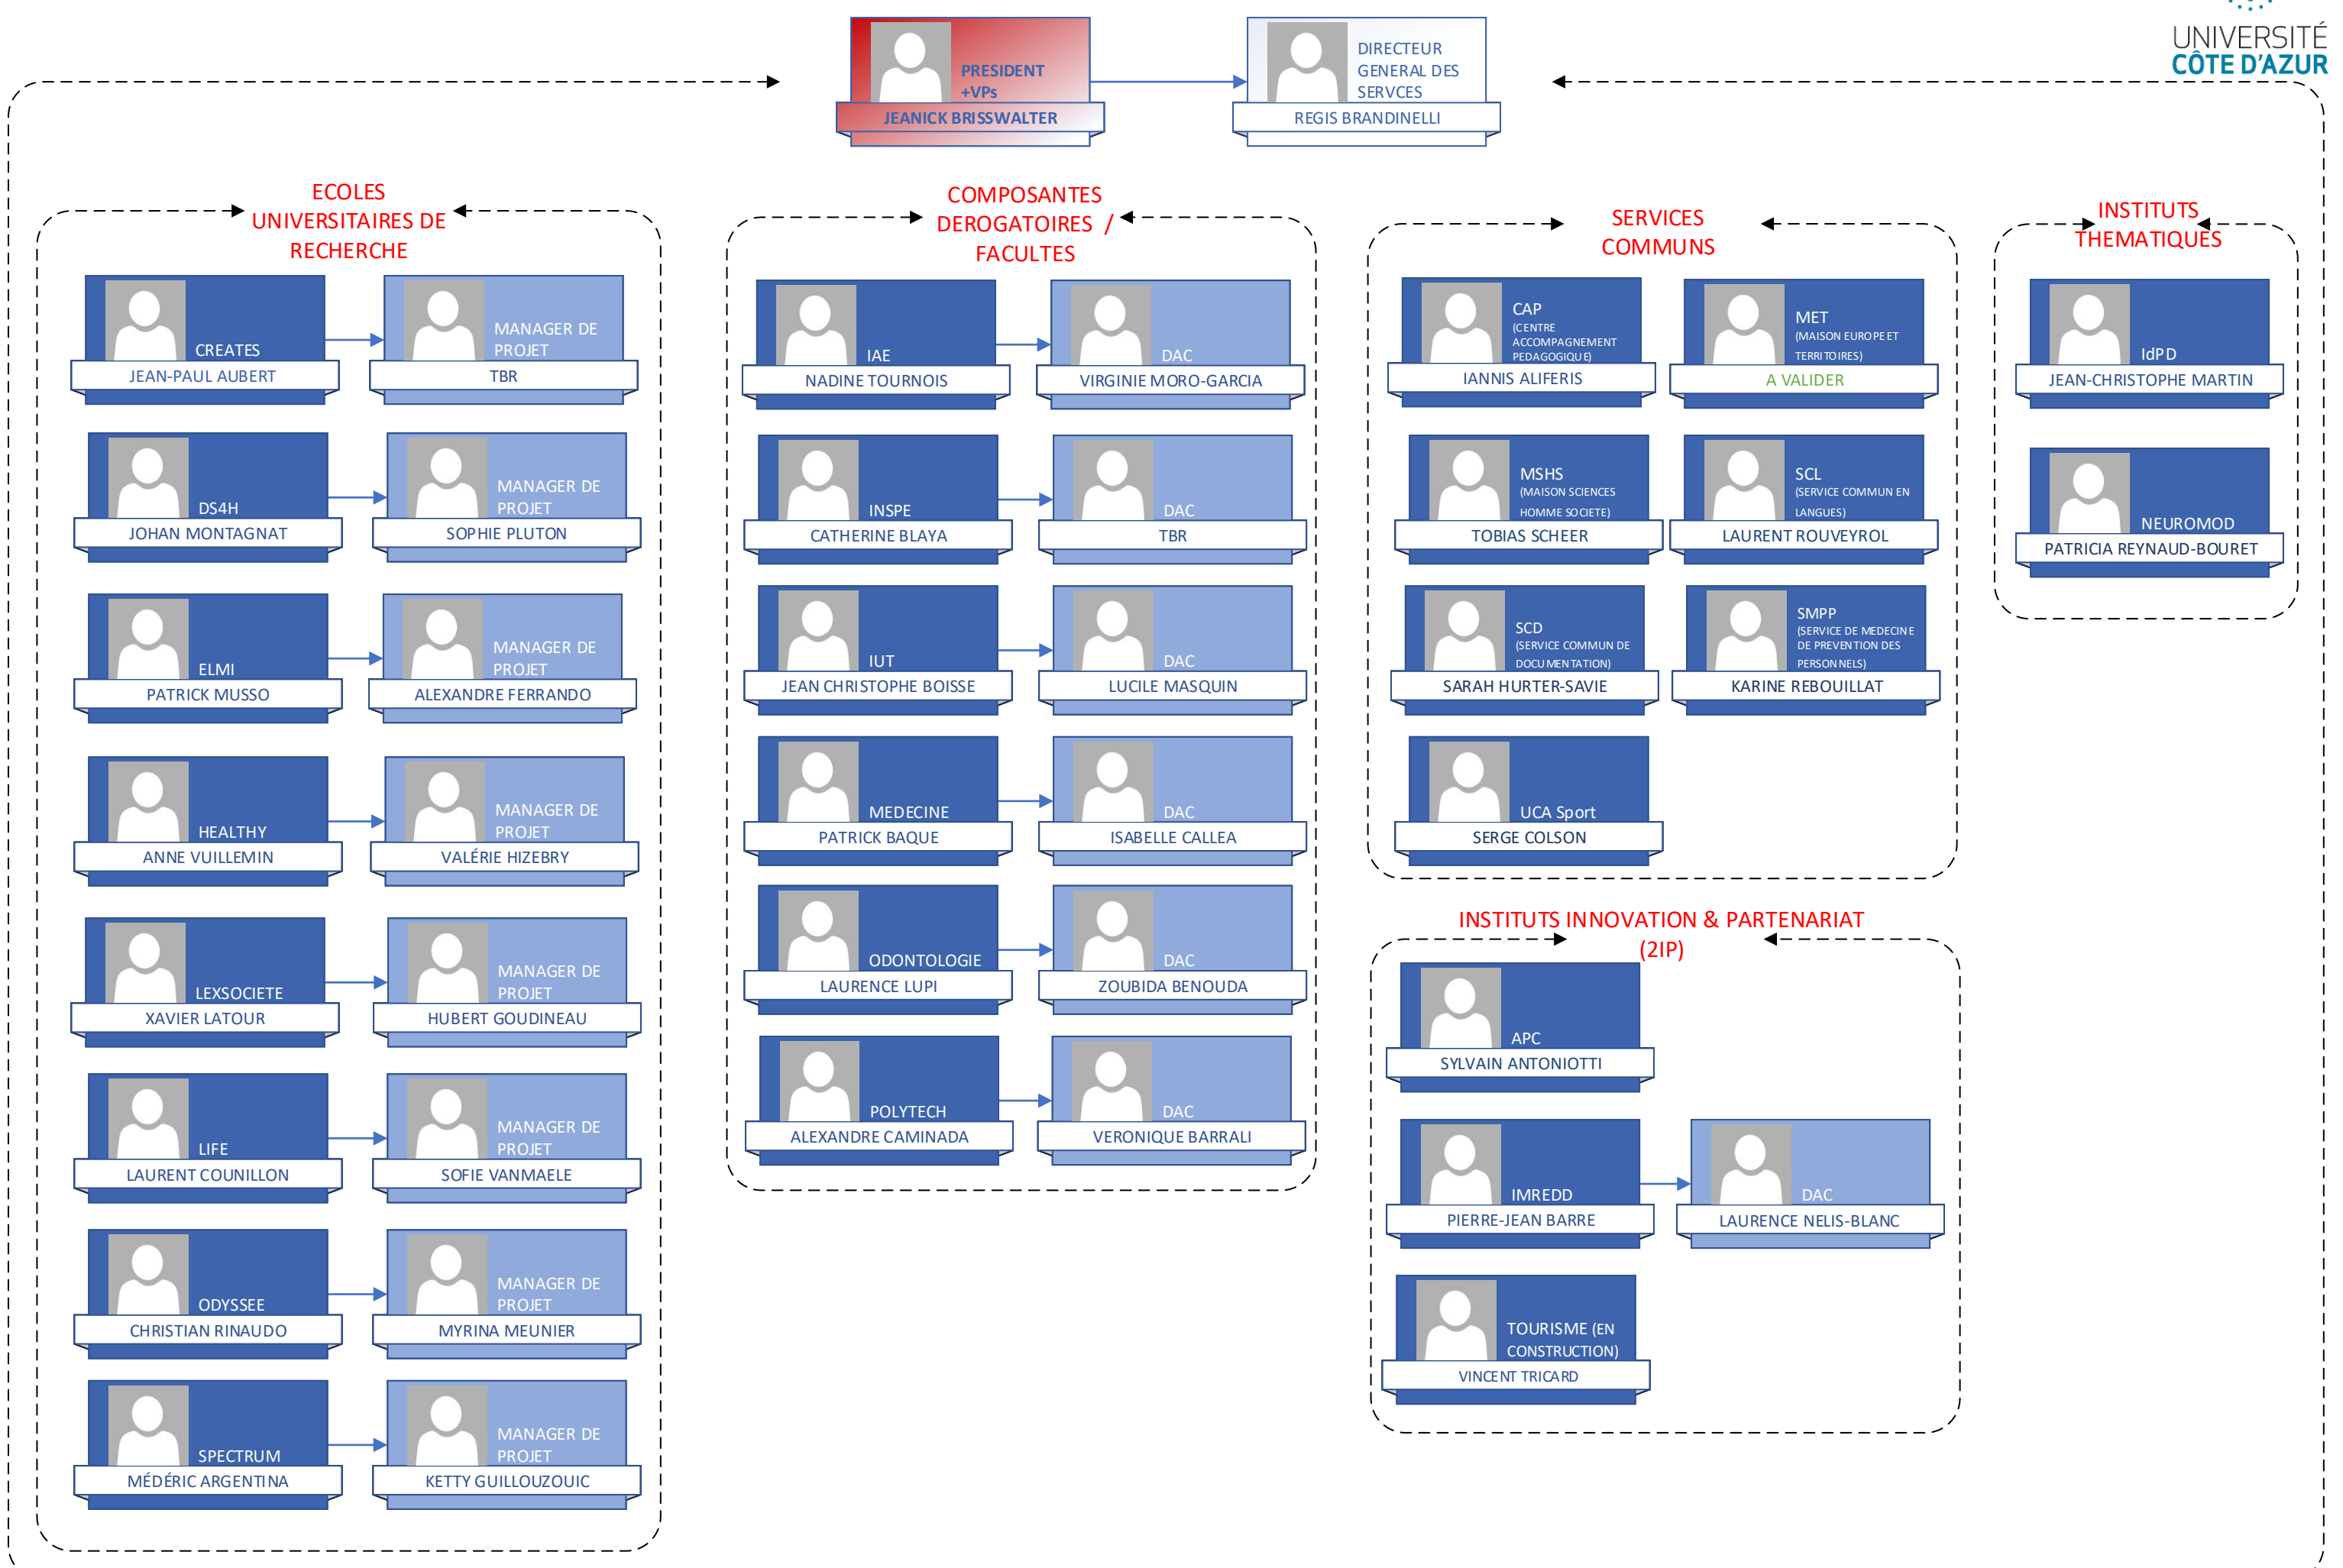 UNIVERSITÉ
CÔTE D'AZUR
PRESIDENT
+VPs
JEANICK BRISSWALTER
DIRECTEUR
GENERAL DES
SERVCES
REGIS BRANDINELLI
ECOLES
UNIVERSITAIRES DE
RECHERCHE
CREATES
JEAN-PAUL AUBERT
MANAGER DE
PROJET
TBR
DS4H
JOHAN MONTAGNAT
MANAGER DE
PROJET
SOPHIE PLUTON
ELMI
PATRICK MUSSO
MANAGER DE
PROJET
ALEXANDRE FERRANDO
HEALTHY
ANNE VUILLEMIN
MANAGER DE
PROJET
VALÉRIE HIZEBRY
LEXSOCIETE
XAVIER LATOUR
MANAGER DE
PROJET
HUBERT GOUDINEAU
LIFE
LAURENT COUNILLON
MANAGER DE
PROJET
SOFIE VANMAELE
ODYSSEE
CHRISTIAN RINAUDO
MANAGER DE
PROJET
MYRINA MEUNIER
SPECTRUM
MÉDÉRIC ARGENTINA
MANAGER DE
PROJET
KETTY GUILLOUZOUIC
COMPOSANTES
DEROGATOIRES /
FACULTES
IAE
NADINE TOURNOIS
DAC
VIRGINIE MORO-GARCIA
INSPE
CATHERINE BLAYA
DAC
TBR
IUT
JEAN CHRISTOPHE BOISSE
DAC
LUCILE MASQUIN
MEDECINE
PATRICK BAQUE
DAC
ISABELLE CALLEA
ODONTOLOGIE
LAURENCE LUPI
DAC
ZOUBIDA BENOUDA
POLYTECH
ALEXANDRE CAMINADA
DAC
VERONIQUE BARRALI
SERVICES
COMMUNS
CAP
(CENTRE
ACCOMPAGNEMENT
PEDAGOGIQUE)
IANNIS ALIFERIS
MET
(MAISON EUROPE ET
TERRITOIRES)
A VALIDER
MSHS
(MAISON SCIENCES
HOMME SOCIETE)
TOBIAS SCHEER
SCL
(SERVICE COMMUN EN
LANGUES)
LAURENT ROUVEYROL
SCD
(SERVICE COMMUN DE
DOCUMENTATION)
SARAH HURTER-SAVIE
SMPP
(SERVICE DE MEDECINE
DE PREVENTION DES
PERSONNELS)
KARINE REBOUILLAT
UCA Sport
SERGE COLSON
INSTITUTS INNOVATION & PARTENARIAT
(2IP)
APC
SYLVAIN ANTONIOTTI
IMREDD
PIERRE-JEAN BARRE
DAC
LAURENCE NELIS-BLANC
TOURISME (EN
CONSTRUCTION)
VINCENT TRICARD
INSTITUTS
THEMATIQUES
IdPD
JEAN-CHRISTOPHE MARTIN
NEUROMOD
PATRICIA REYNAUD-BOURET